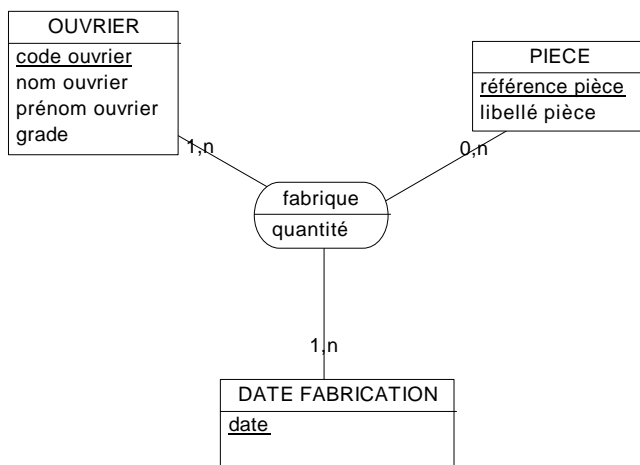 OUVRIER
code ouvrier
nom ouvrier
prénom ouvrier
grade
PIECE
référence pièce
libellé pièce
1,n
0,n
fabrique
quantité
1,n
DATE FABRICATION
date